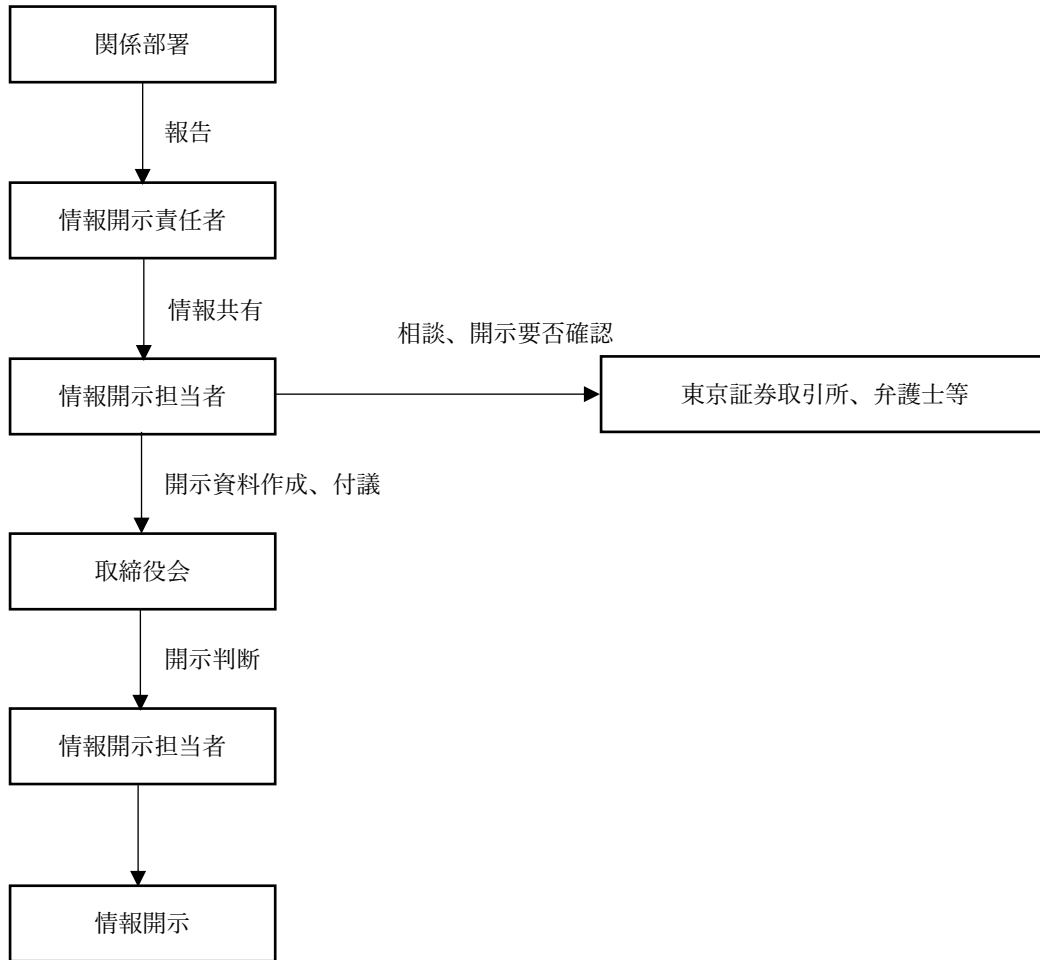 関係部署
報告
情報開示責任者
情報共有
相談、開示要否確認
情報開示担当者
東京証券取引所、弁護士等
開示資料作成、付議
取締役会
開示判断
情報開示担当者
情報開示